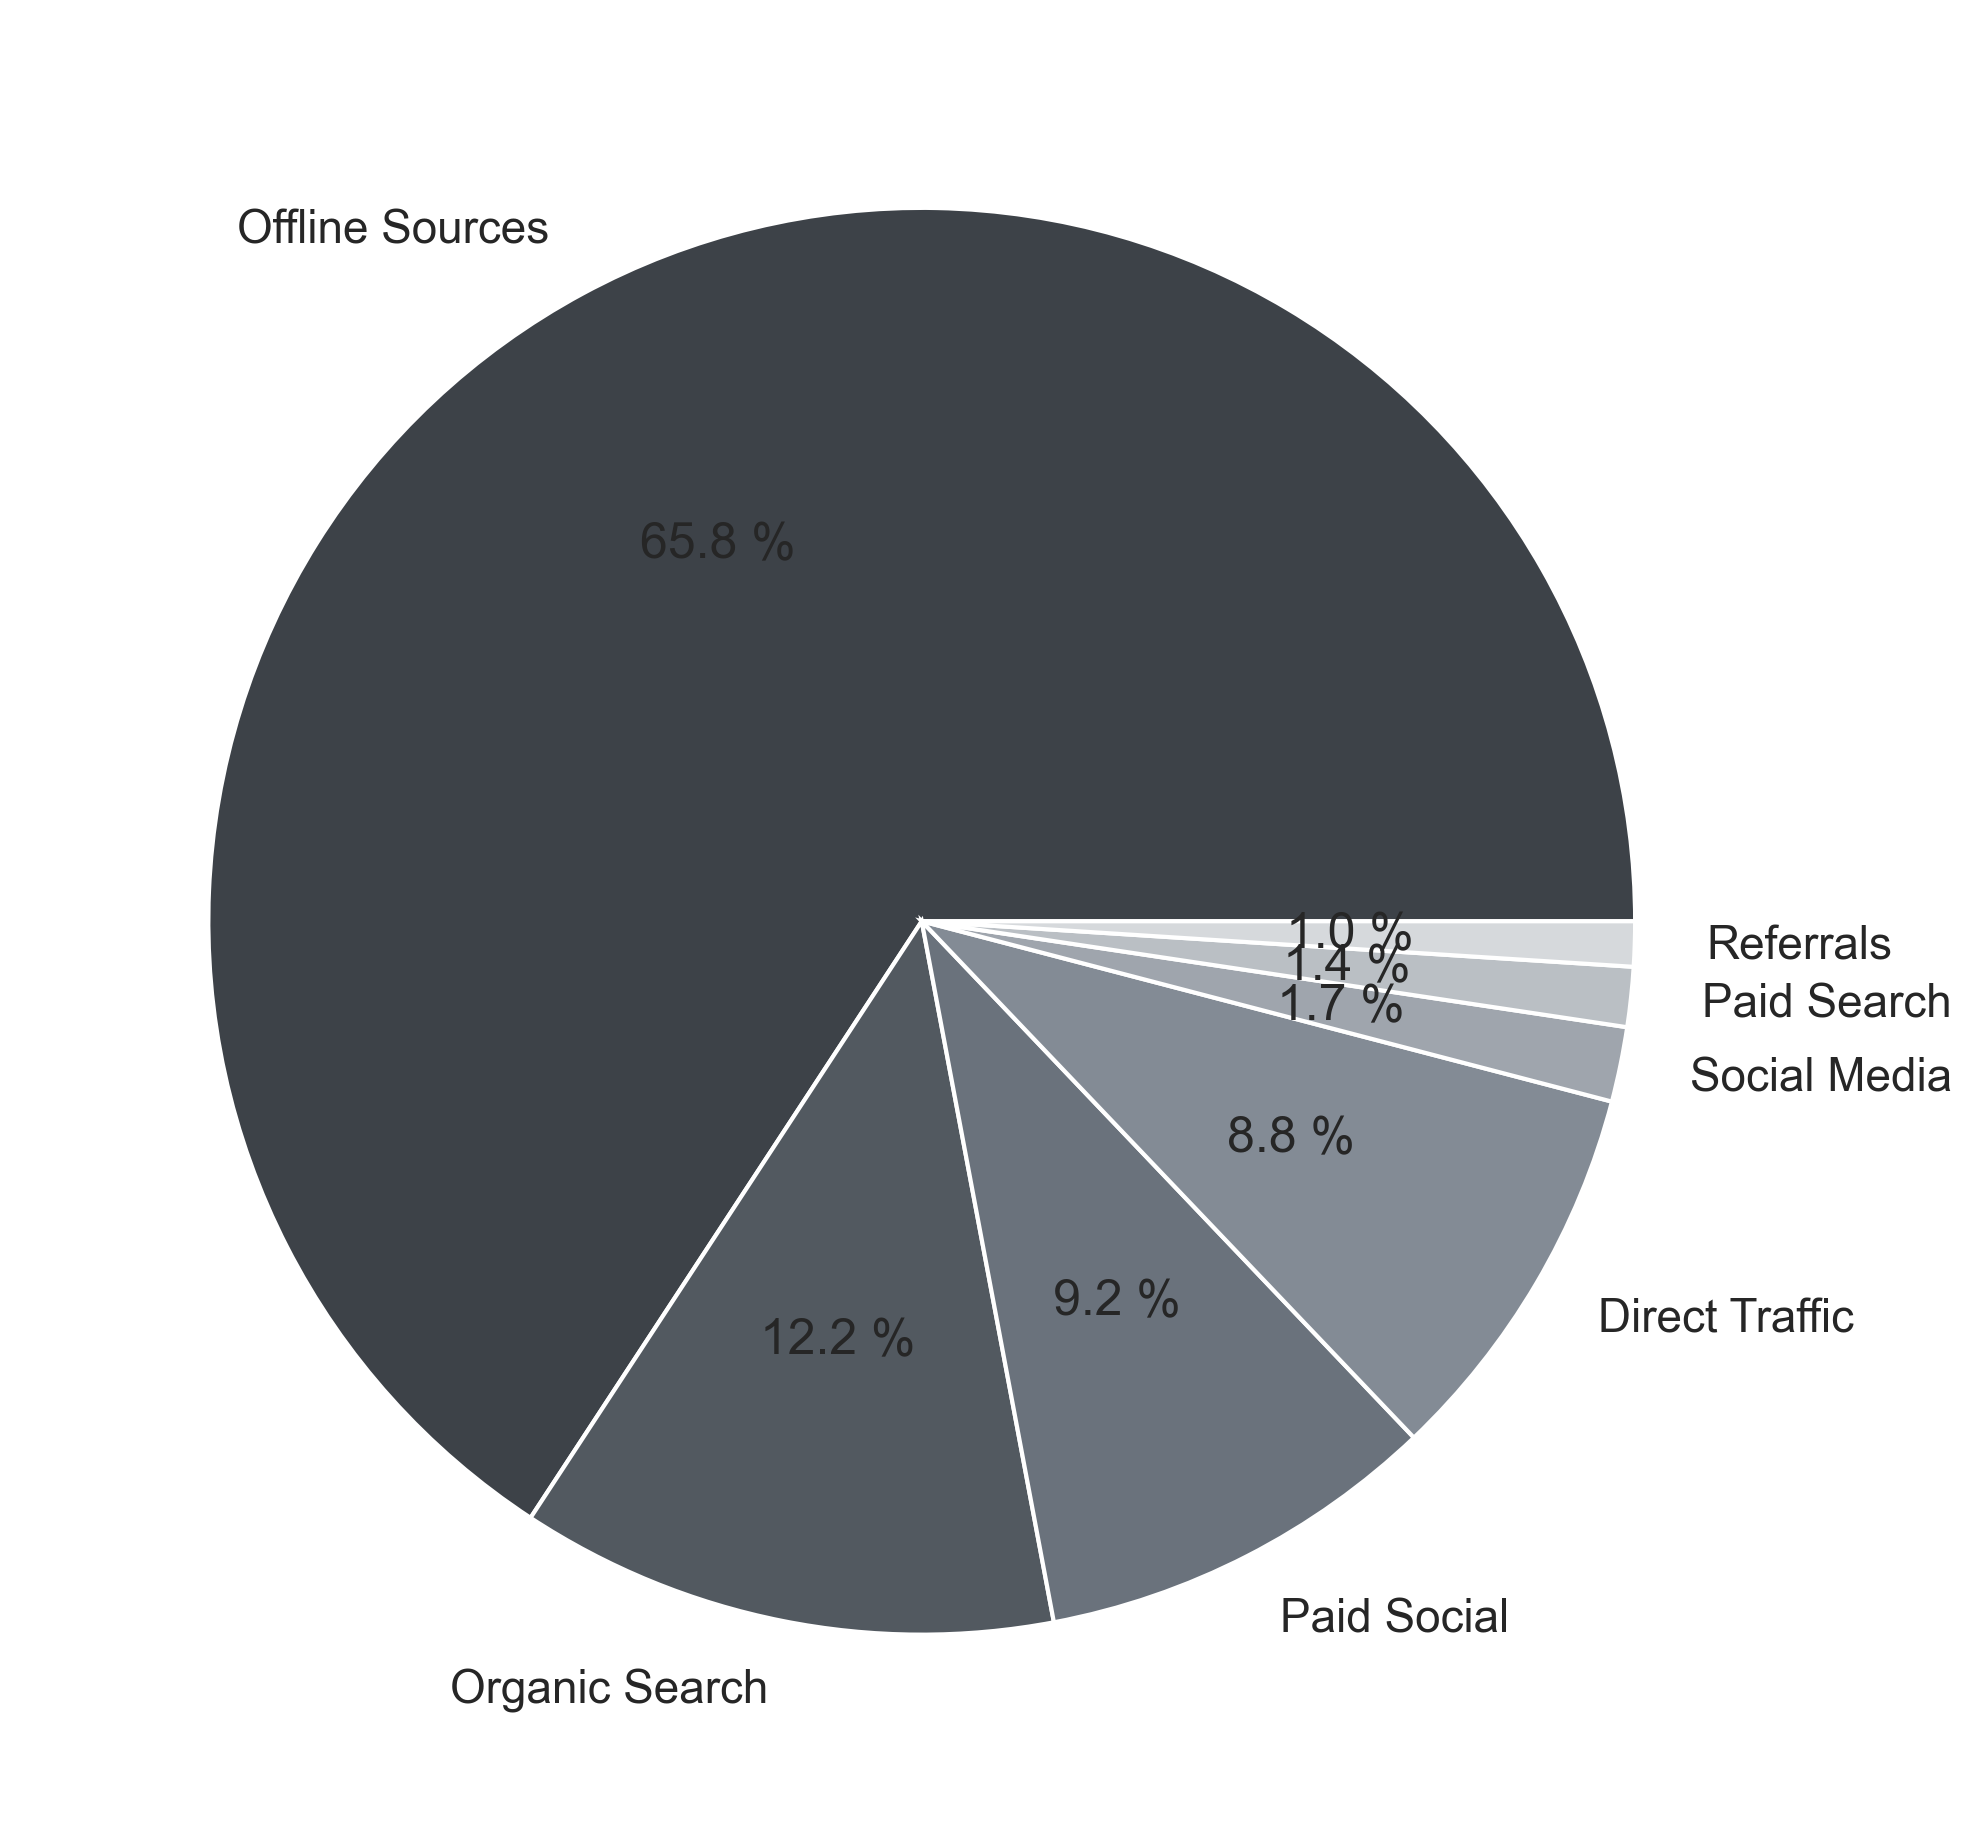 Offline Sources
65.8 %
1.0 %
Referrals
1.4 %
Paid Search
1.7 %
Social Media
8.8 %
Direct Traffic
9.2 %
12.2 %
Paid Social
Organic Search